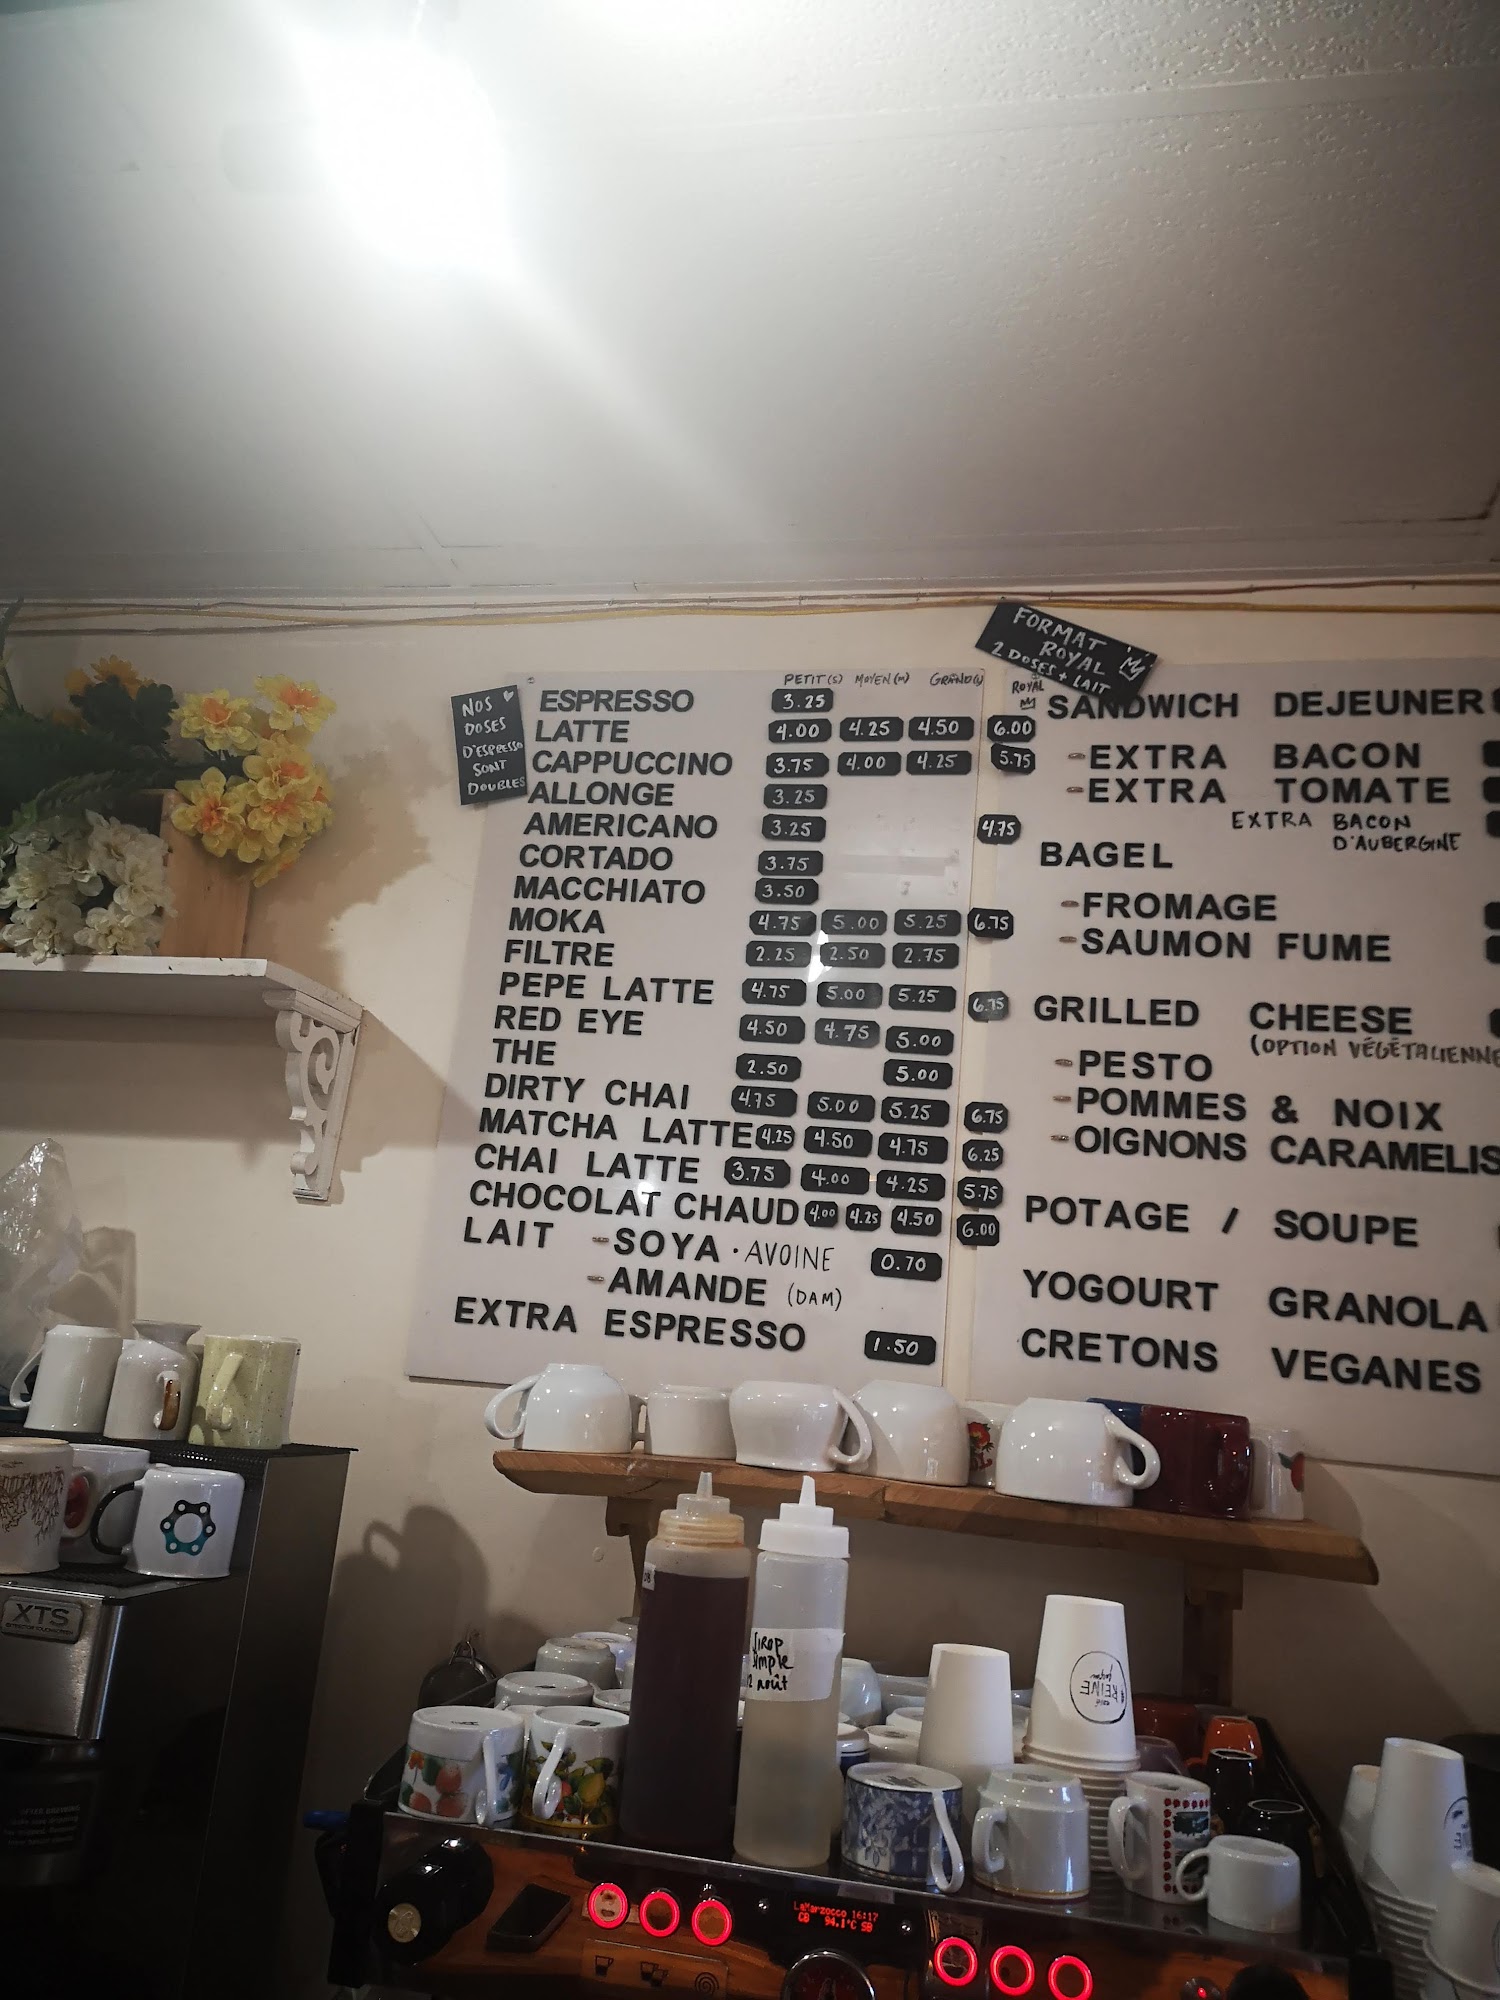 NOS ♥
DOSES
D'ESPRESSO
SONT
DOUBLES
PETIT(S) MOYEN(M) GRAND(L) ROYAL
ESPRESSO 3.25
LATTE 4.00 4.25 4.50 6.00
CAPPUCCINO 3.75 4.00 4.25 5.75
ALLONGE 3.25
AMERICANO 3.25 4.75
CORTADO 3.75
MACCHIATO 3.50
MOKA 4.75 5.00 5.25 6.75
FILTRE 2.25 2.50 2.75
PEPE LATTE 4.75 5.00 5.25 6.75
RED EYE 4.50 4.75 5.00
THE 2.50 5.00
DIRTY CHAI 4.75 5.00 5.25 6.75
MATCHA LATTE 4.25 4.50 4.75 6.25
CHAI LATTE 3.75 4.00 4.25 5.75
CHOCOLAT CHAUD 4.00 4.25 4.50 6.00
LAIT -SOYA · AVOINE 0.70
-AMANDE (DAM)
EXTRA ESPRESSO 1.50
FORMAT
ROYAL
2 DOSES + LAIT
SANDWICH DEJEUNER
-EXTRA BACON
-EXTRA TOMATE
EXTRA BACON
D'AUBERGINE
BAGEL
-FROMAGE
-SAUMON FUME
GRILLED CHEESE
(OPTION VÉGÉTALIENNE
-PESTO
-POMMES & NOIX
-OIGNONS CARAMELIS
POTAGE / SOUPE
YOGOURT GRANOLA
CRETONS VEGANES
XTS
REINE
LaMarzocco 16:17
94.1°C